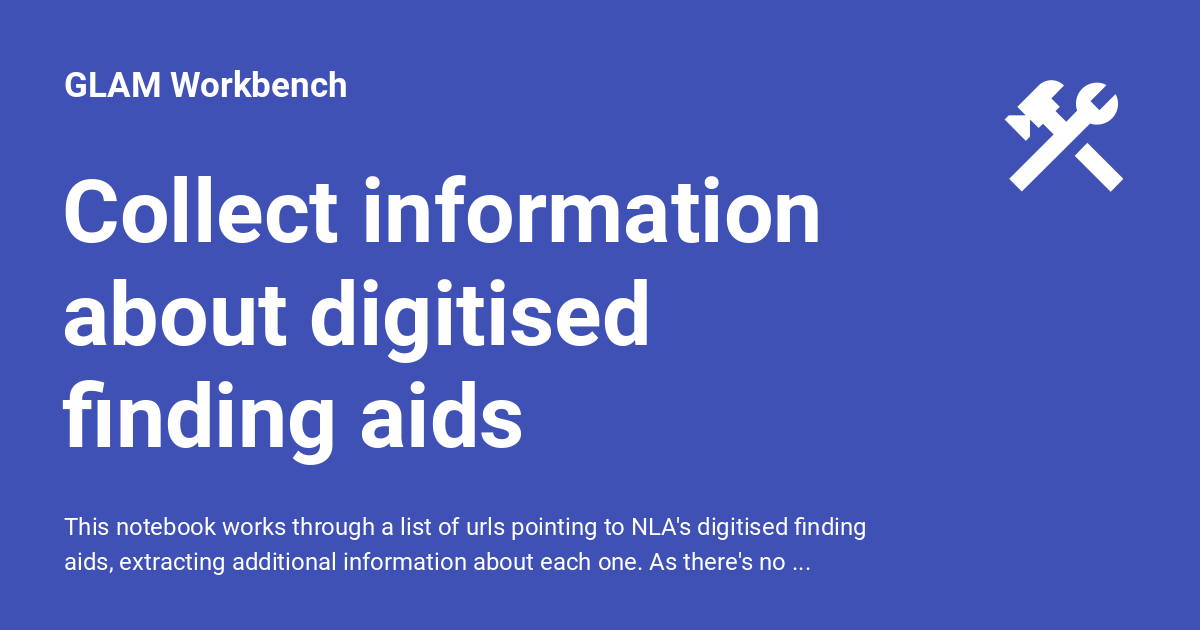 GLAM Workbench
Collect information
about digitised
finding aids
This notebook works through a list of urls pointing to NLA's digitised finding
aids, extracting additional information about each one. As there's no ...